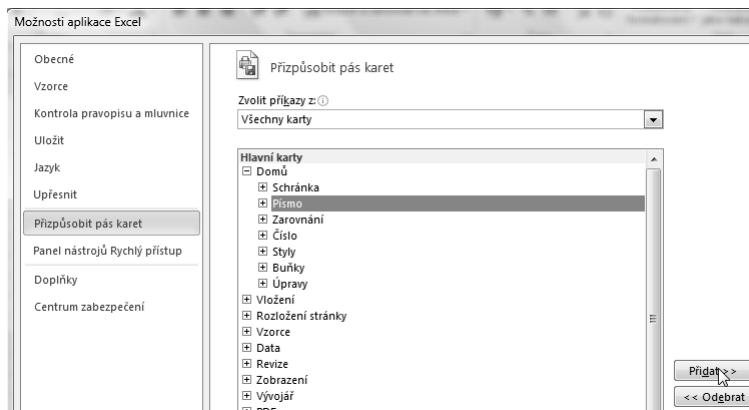 Možnosti aplikace Excel
Obecné
Vzorce
Kontrola pravopisu a mluvnice
Uložit
Jazyk
Upřesnit
Přizpůsobit pás karet
Panel nástrojů Rychlý přístup
Doplňky
Centrum zabezpečení
Přizpůsobit pás karet
Zvolit příkazy z:
Všechny karty
Hlavní karty
Domů
Schránka
Písmo
Zarovnání
Číslo
Styly
Buňky
Úpravy
Vložení
Rozložení stránky
Vzorce
Data
Revize
Zobrazení
Vývojář
Přidat >>
<< Odebrat